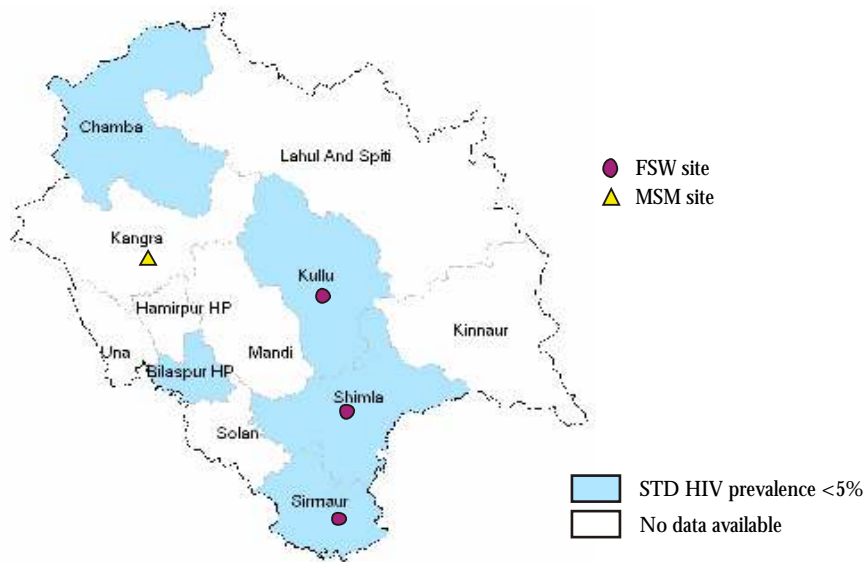 Chamba
Lahul And Spiti
FSW site
MSM site
Kangra
Kullu
Hamirpur HP
Kinnaur
Una
Mandi
Bilaspur HP
Shimla
Solan
STD HIV prevalence <5%
Sirmaur
No data available